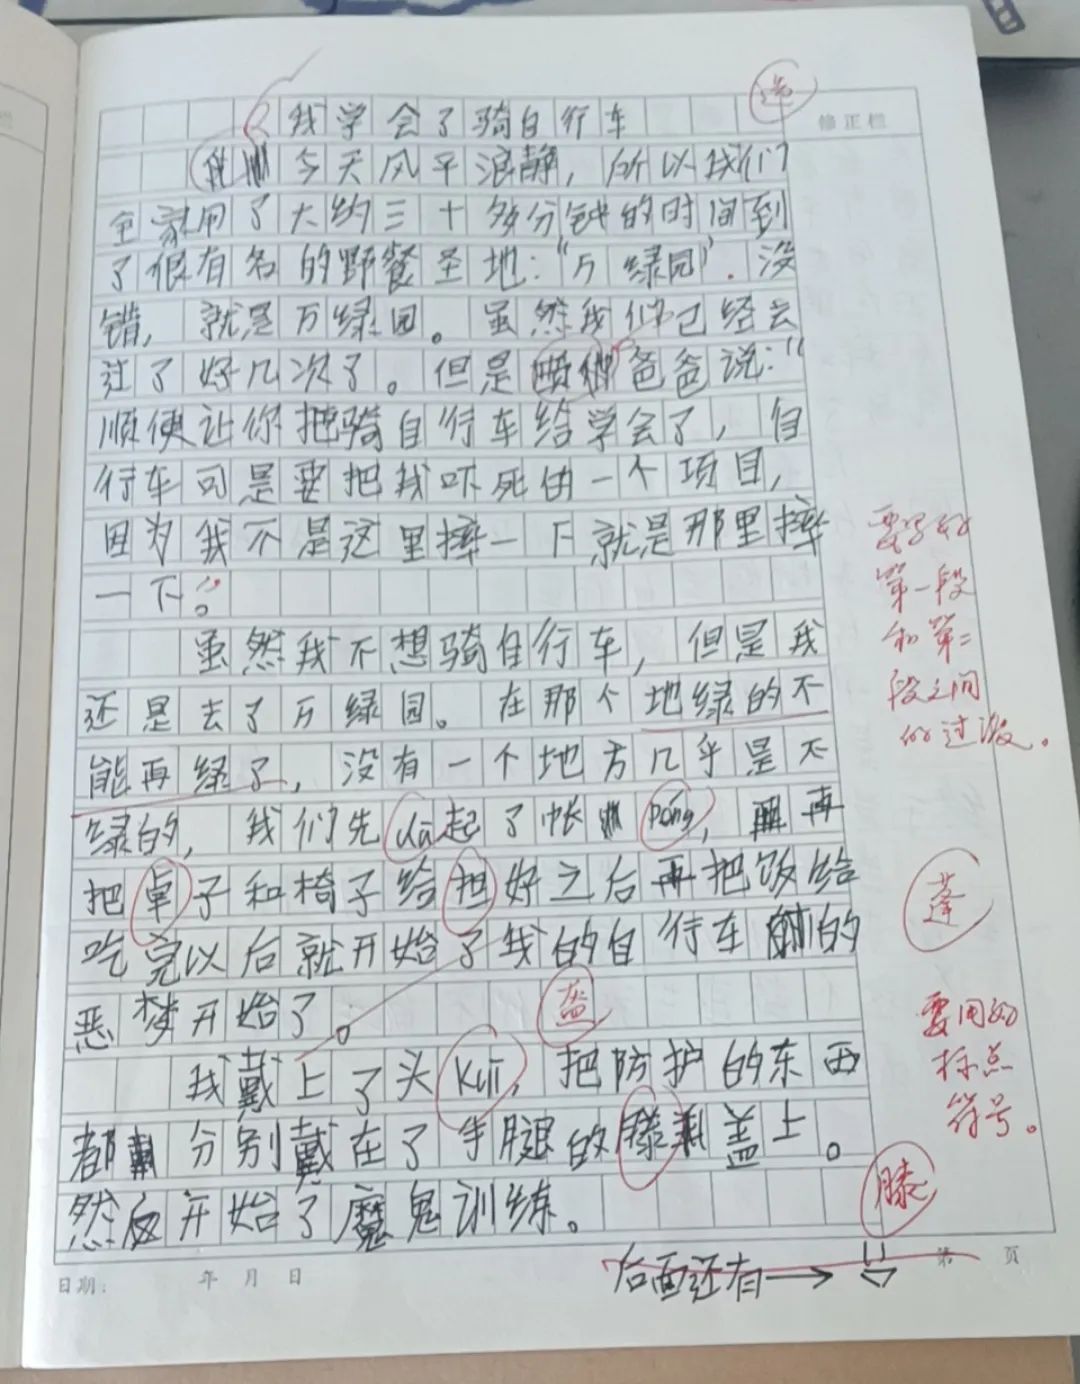 我学会了骑自行车
修正栏
今天风平浪静，所以我们
全家用了大约三十多分钟的时间到
了很有名的野餐圣地：“万绿园”．没
错，就是万绿园。虽然我们已经去
过了好几次了。但是爸爸说：“
顺便让你把骑自行车给学会了，自
行车可是要把我吓死的一个项目，
因为我不是这里摔一下就是那里摔
一下。”
虽然我不想骑自行车，但是我
还是去了万绿园。在那个地绿的不
能再绿了，没有一个地方几乎是不
绿的，我们先dā起了帐péng，再
把卓子和椅子给担好之后再把饭给
吃完以后就开始了我的自行车的
恶梦开始了。
盔
我戴上了头Kuī，把防护的东西
都分别戴在了手腿的膝盖上。
然后开始了魔鬼训练。
要写好
第一段
和第二
段之间
的过渡。
蓬
要用好
标点
符号。
膝
日期： 年 月 日
第 页
后面还有→